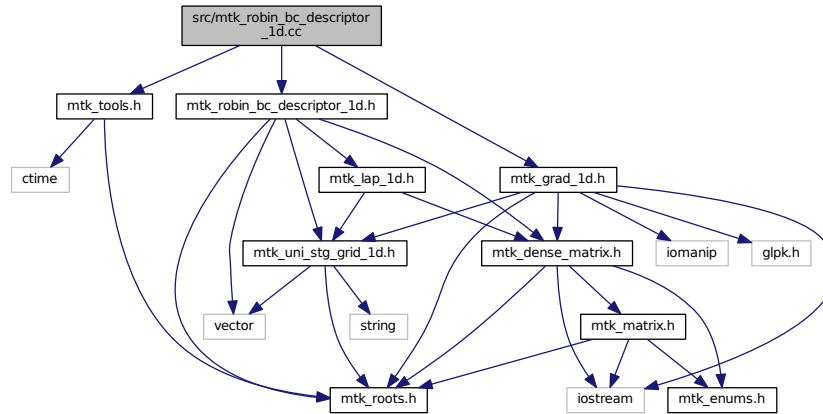 src/mtk_robin_bc_descriptor
_1d.cc
mtk_tools.h
mtk_robin_bc_descriptor_1d.h
ctime
mtk_lap_1d.h
mtk_grad_1d.h
mtk_uni_stg_grid_1d.h
mtk_dense_matrix.h
iomanip
glpk.h
vector
string
mtk_matrix.h
mtk_roots.h
iostream
mtk_enums.h